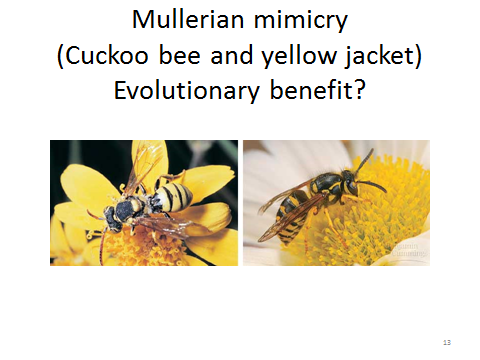 Mullerian mimicry
(Cuckoo bee and yellow jacket)
Evolutionary benefit?
13